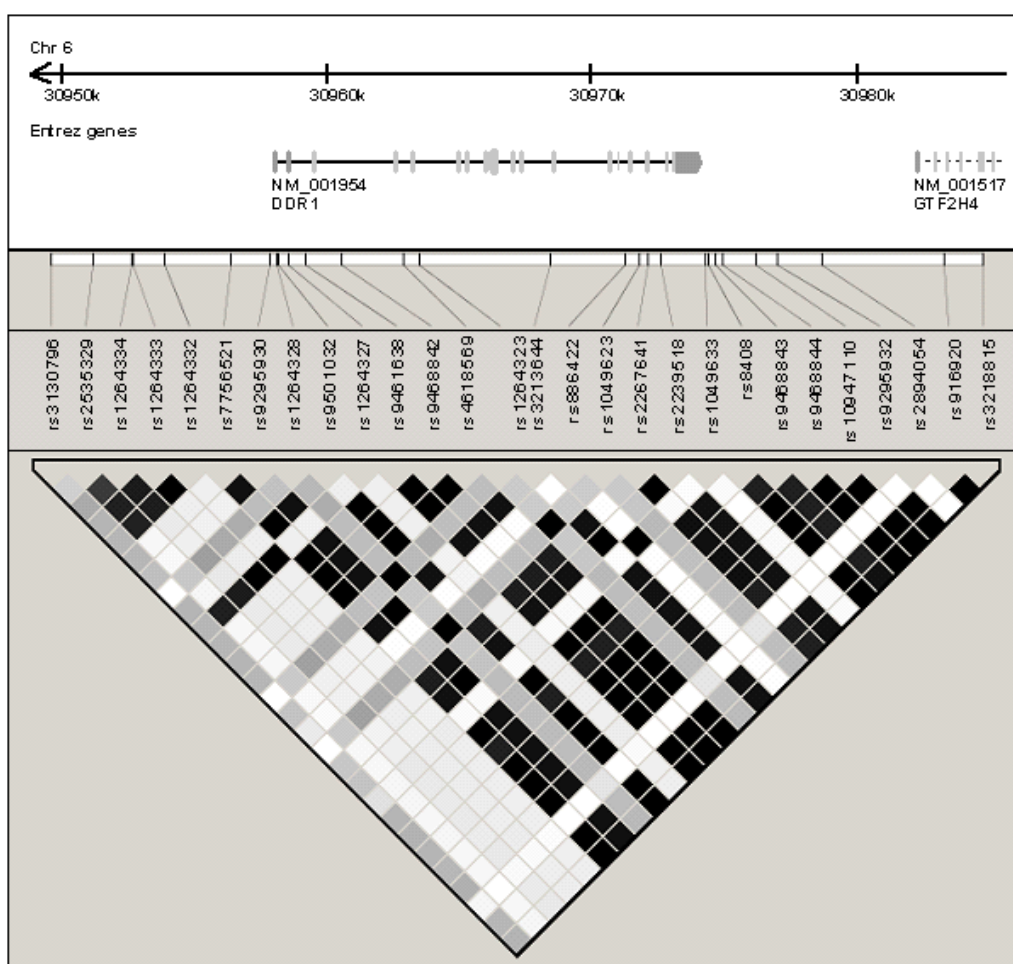 Chr 6
30950k 30960k 30970k 30980k
Entrez genes
NM_001954
DDR1
NM_001517
GTF2H4
rs3130796
rs2535329
rs1264334
rs1264333
rs1264332
rs7756521
rs9295930
rs1264328
rs9501032
rs1264327
rs9461638
rs9468842
rs4618569
rs1264323
rs3213644
rs886422
rs1049623
rs2267641
rs2239518
rs1049633
rs8408
rs9468843
rs9468844
rs10947110
rs9295932
rs2894054
rs916920
rs3218815